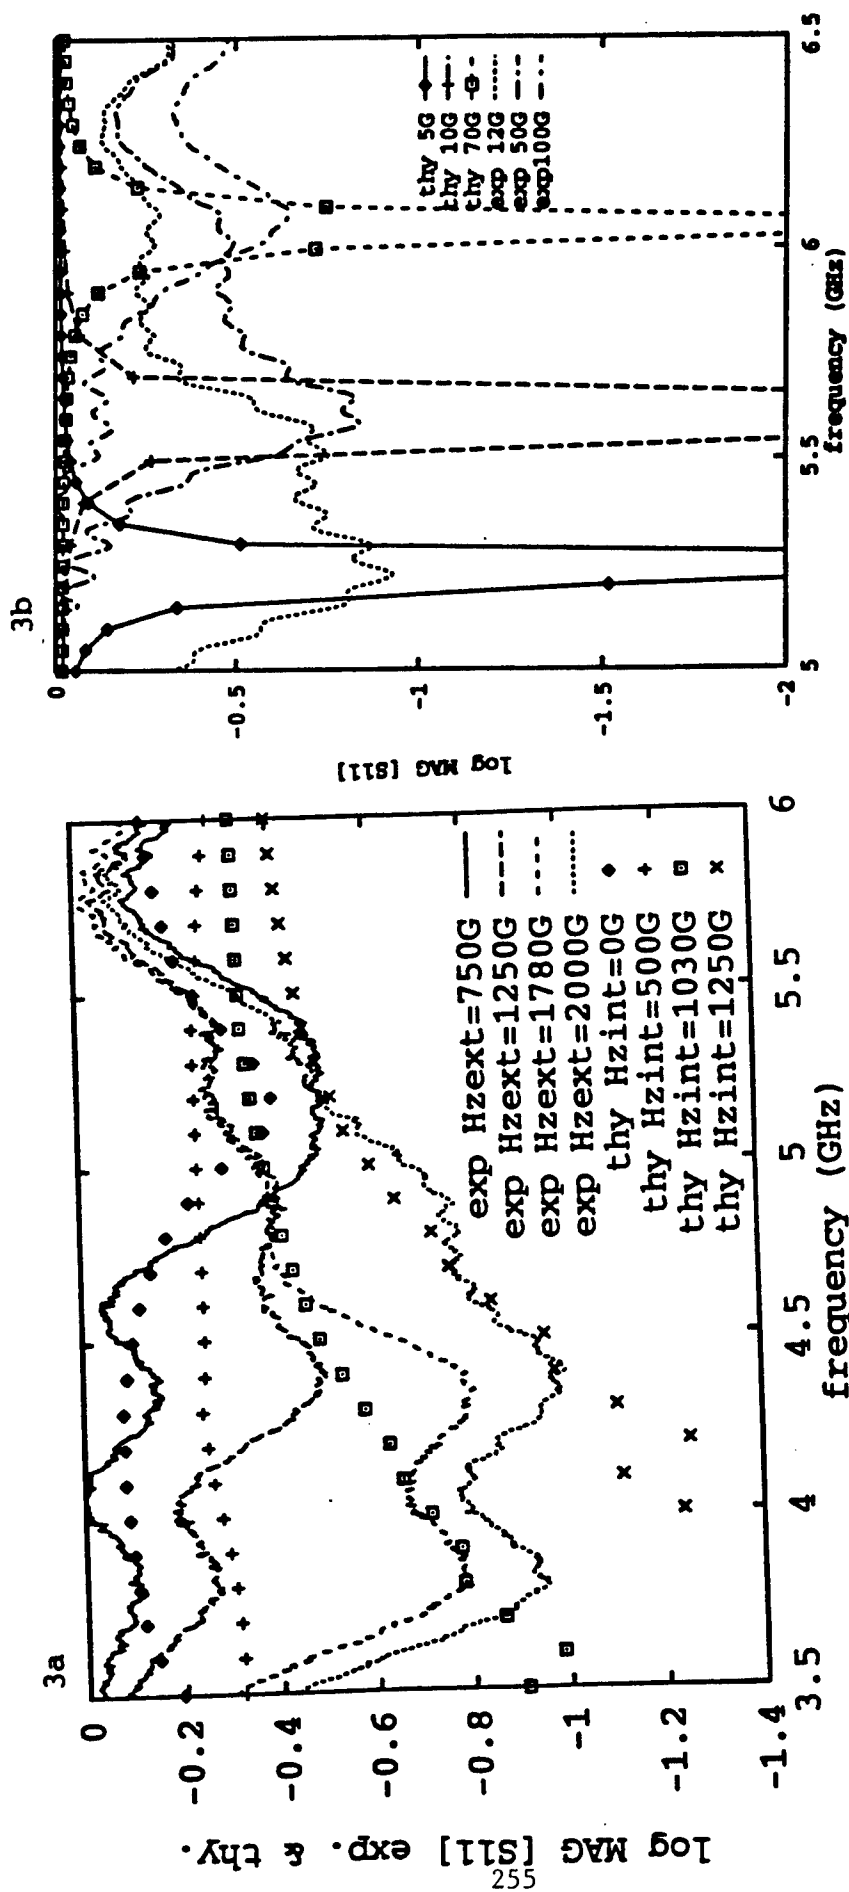 3a
0
-0.2
-0.4
-0.6
-0.8
-1
-1.2
-1.4
log MAG [S11] exp. & thy.
3.5
4
4.5
5
5.5
6
frequency (GHz)
exp Hzext=750G
exp Hzext=1250G
exp Hzext=1780G
exp Hzext=2000G
thy Hzint=0G
thy Hzint=500G
thy Hzint=1030G
thy Hzint=1250G
3b
0
-0.5
-1
-1.5
-2
log MAG [S11]
5
5.5
6
6.5
frequency (GHz)
thy 5G
thy 10G
thy 70G
exp 12G
exp 50G
exp100G
255